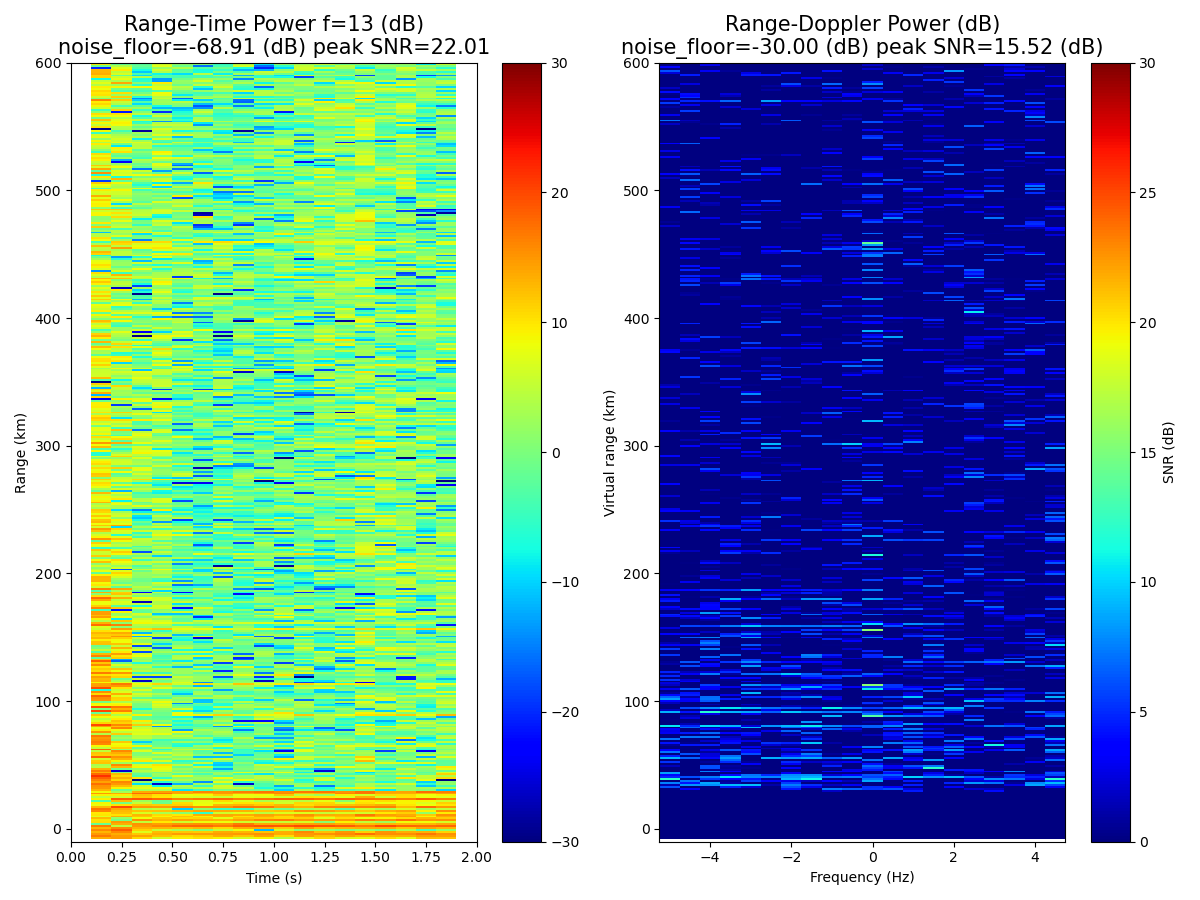 Range-Time Power f=13 (dB)
noise_floor=-68.91 (dB) peak SNR=22.01
600
500
400
300
200
100
0
Range (km)
0.00 0.25 0.50 0.75 1.00 1.25 1.50 1.75 2.00
Time (s)
30
20
10
0
−10
−20
−30
Range-Doppler Power (dB)
noise_floor=-30.00 (dB) peak SNR=15.52 (dB)
600
500
400
300
200
100
0
Virtual range (km)
−4 −2 0 2 4
Frequency (Hz)
30
25
20
15
10
5
0
SNR (dB)